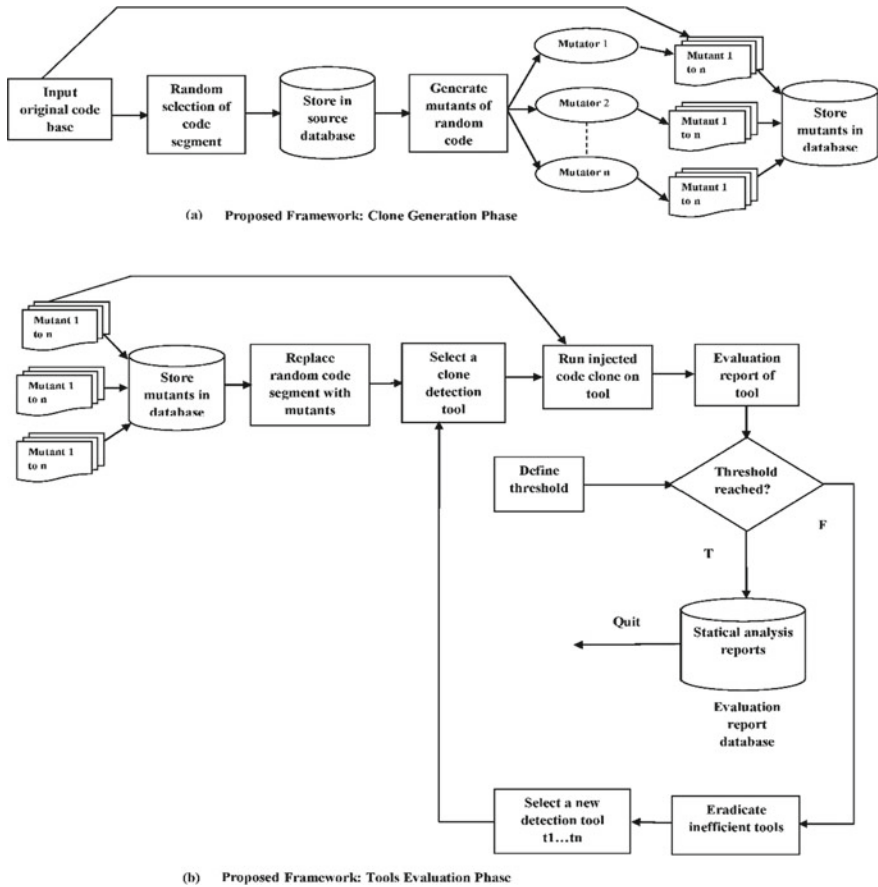 Input
original code
base
Random
selection of
code
segment
Store in
source
database
Generate
mutants of
random
code
Mutator 1
Mutator 2
Mutator n
Mutant 1
to n
Mutant 1
to n
Mutant 1
to n
Store
mutants in
database
(a) Proposed Framework: Clone Generation Phase
Mutant 1
to n
Mutant 1
to n
Mutant 1
to n
Store
mutants in
database
Replace
random code
segment with
mutants
Select a
clone
detection
tool
Run injected
code clone on
tool
Evaluation
report of
tool
Define
threshold
Threshold
reached?
F
T
Quit
Statical analysis
reports
Evaluation
report
database
Select a new
detection tool
t1...tn
Eradicate
inefficient tools
(b) Proposed Framework: Tools Evaluation Phase